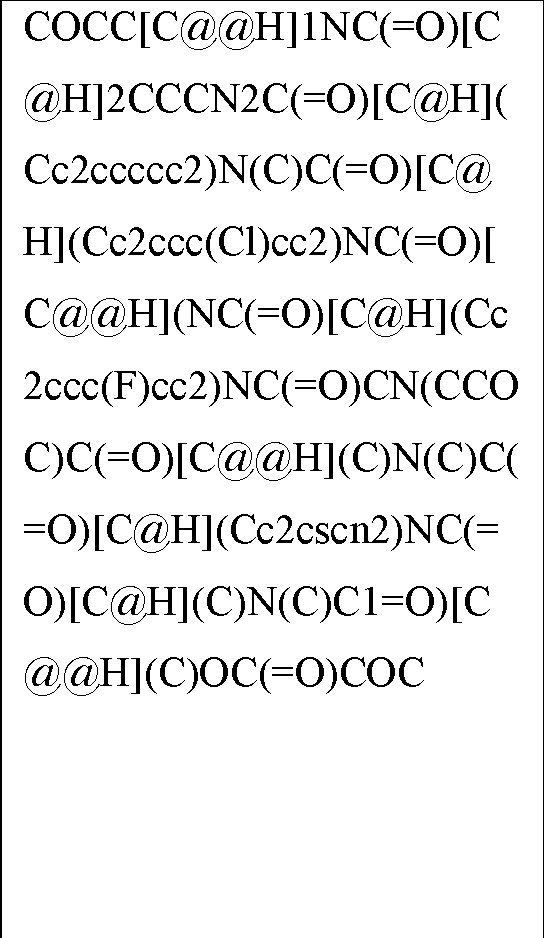 COCC[C@@H]1NC(=O)[C
@H]2CCCN2C(=O)[C@H](
Cc2ccccc2)N(C)C(=O)[C@
H](Cc2ccc(Cl)cc2)NC(=O)[
C@@H](NC(=O)[C@H](Cc
2ccc(F)cc2)NC(=O)CN(CCO
C)C(=O)[C@@H](C)N(C)C(
=O)[C@H](Cc2cscn2)NC(=
O)[C@H](C)N(C)C1=O)[C
@@H](C)OC(=O)COC